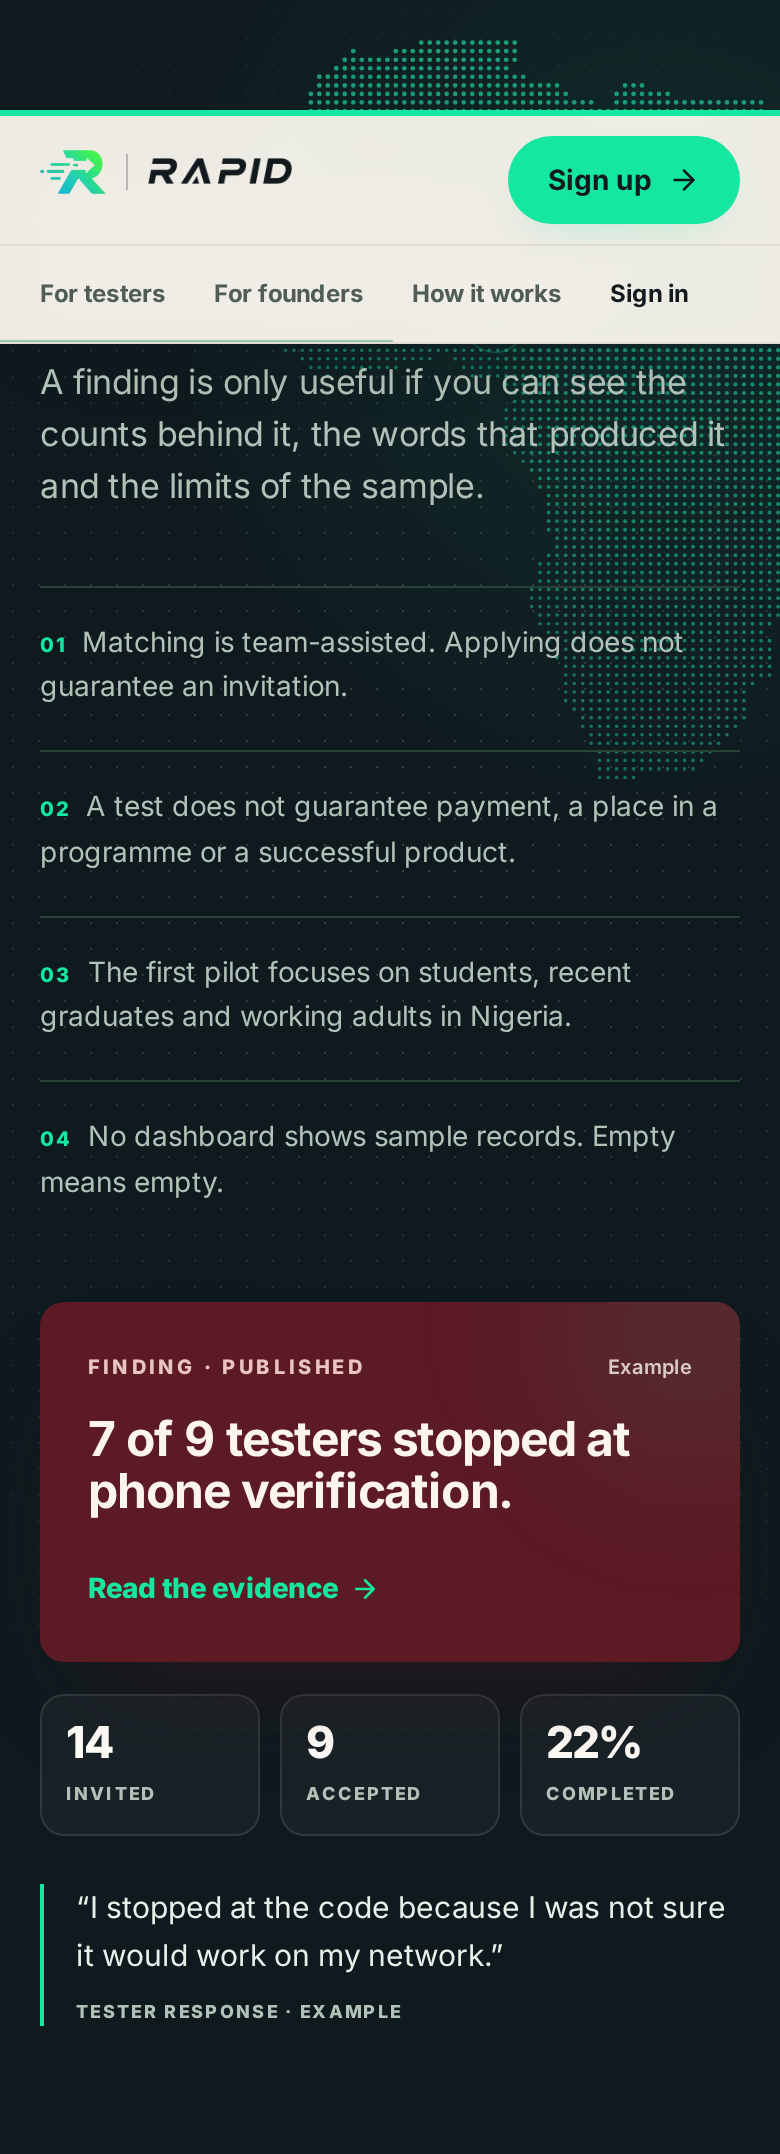 RAPID
Sign up
For testers
For founders
How it works
Sign in
A finding is only useful if you can see the
counts behind it, the words that produced it
and the limits of the sample.
01 Matching is team-assisted. Applying does not
guarantee an invitation.
02 A test does not guarantee payment, a place in a
programme or a successful product.
03 The first pilot focuses on students, recent
graduates and working adults in Nigeria.
04 No dashboard shows sample records. Empty
means empty.
FINDING · PUBLISHED
Example
7 of 9 testers stopped at
phone verification.
Read the evidence
14
INVITED
9
ACCEPTED
22%
COMPLETED
“I stopped at the code because I was not sure
it would work on my network.”
TESTER RESPONSE · EXAMPLE